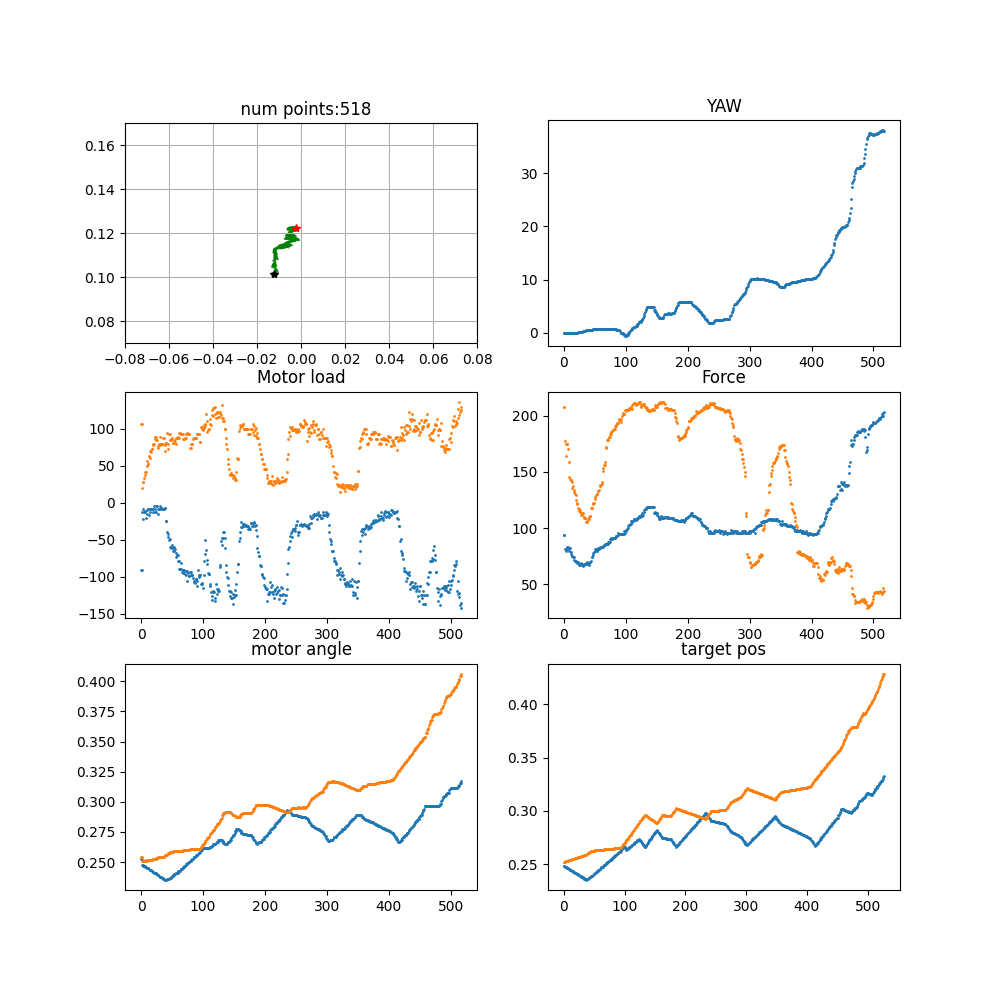 num points:518
0.16
0.14
0.12
0.10
0.08
−0.08 −0.06 −0.04 −0.02 0.00 0.02 0.04 0.06 0.08
YAW
30
20
10
0
0 100 200 300 400 500
Motor load
100
50
0
−50
−100
−150
0 100 200 300 400 500
Force
200
150
100
50
0 100 200 300 400 500
motor angle
0.400
0.375
0.350
0.325
0.300
0.275
0.250
0 100 200 300 400 500
target pos
0.40
0.35
0.30
0.25
0 100 200 300 400 500